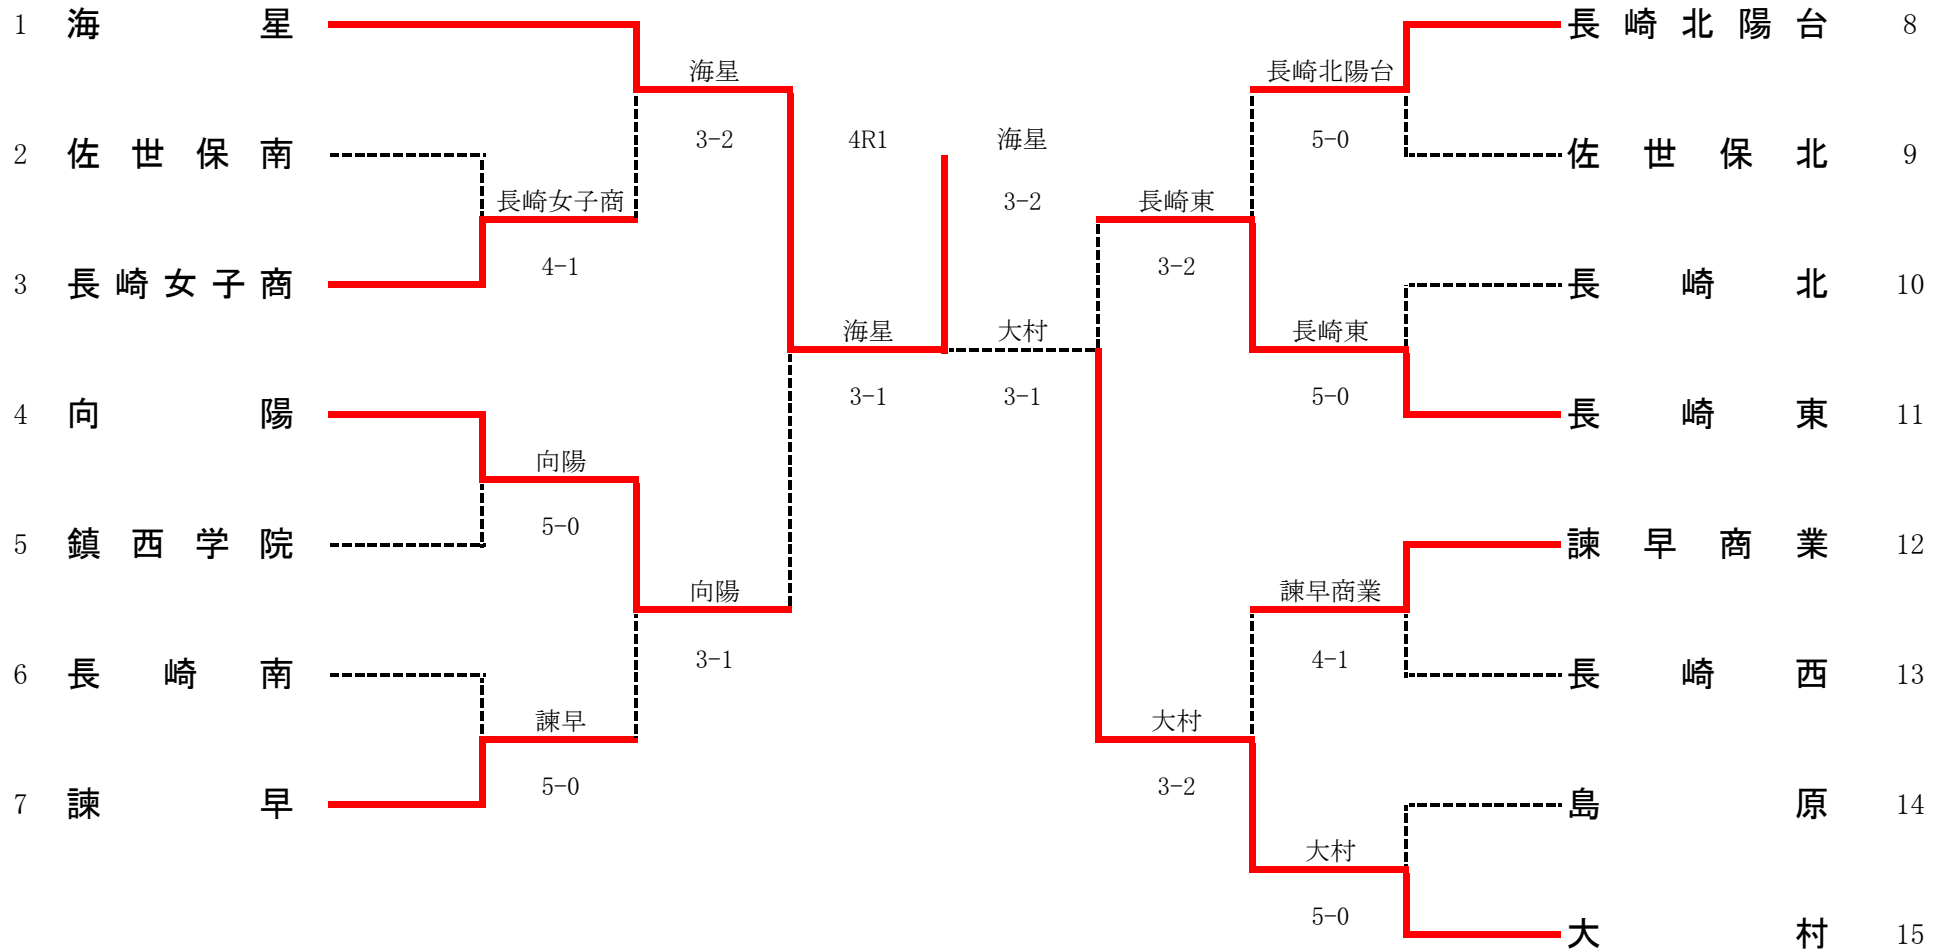 1 海星
長崎北陽台 8
海星
長崎北陽台
3-2
4R1
海星
5-0
2 佐世保南
佐世保北 9
長崎女子商
3-2
長崎東
4-1
3-2
3 長崎女子商
長崎北 10
海星
大村
長崎東
3-1
3-1
5-0
4 向陽
長崎東 11
向陽
5-0
5 鎮西学院
諫早商業 12
向陽
諫早商業
3-1
4-1
6 長崎南
長崎西 13
諫早
大村
5-0
3-2
7 諫早
島原 14
大村
5-0
大村 15